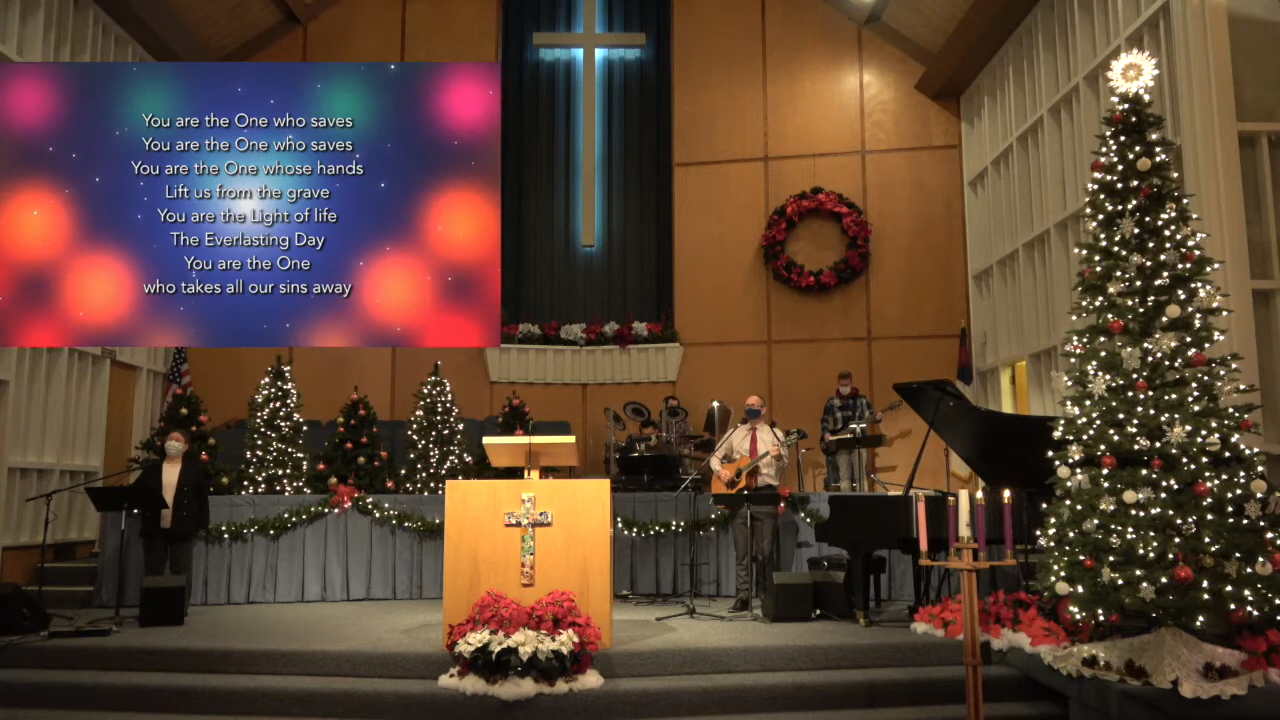 You are the One who saves
You are the One who saves
You are the One whose hands
Lift us from the grave
You are the Light of life
The Everlasting Day
You are the One
who takes all our sins away